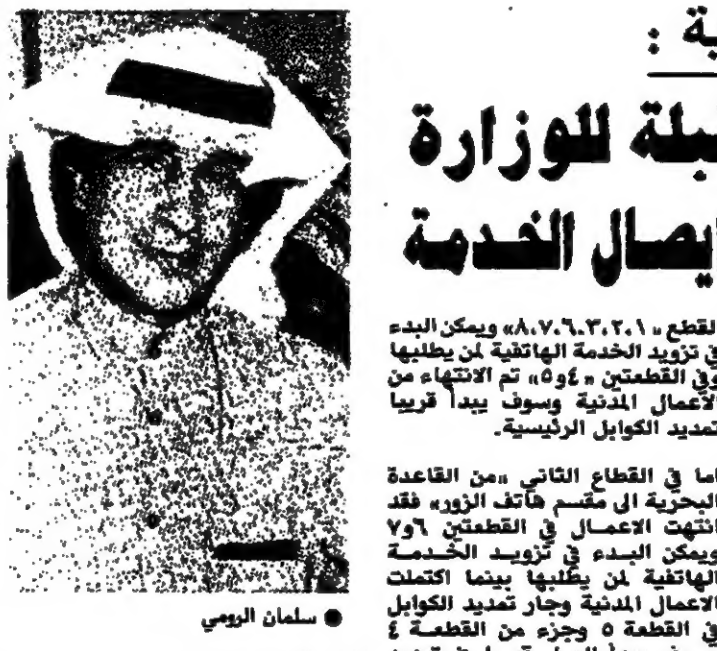 ية :
للوزارة
ايصال الخدمة
القطع « ٨،٧،٦،٣،٢،١» ويمكن البدء
في تزويد الخدمة الهاتفية لمن يطلبها
وفي القطعتين « ٤و٥» تم الانتهاء من
الاعمال المدنية وسوف يبدأ قريبا
تمديد الكوابل الرئيسية.
اما في القطاع الثاني «من القاعدة
البحرية الى مقسم هاتف الزور» فقد
انتهت الاعمال في القطعتين ٦و٧
ويمكن البدء في تزويد الخدمة
الهاتفية لمن يطلبها بينما اكتملت
الاعمال المدنية وجار تمديد الكوابل
في القطعة ٥ وجزء من القطعة ٤
● سلمان الرومي